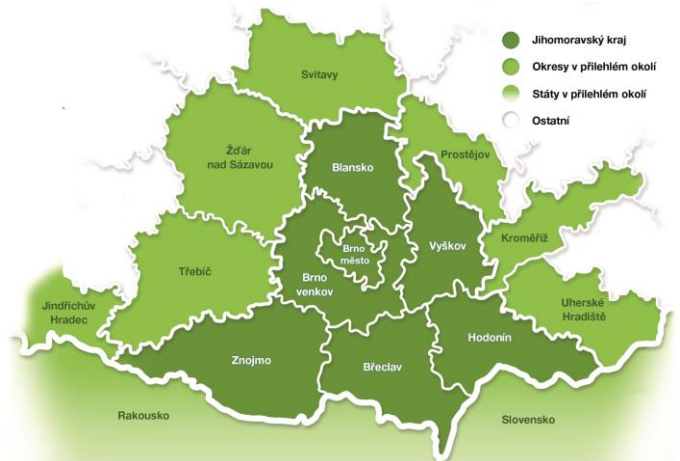 Jihomoravský kraj
Okresy v přilehlém okolí
Státy v přilehlém okolí
Ostatní
Svitavy
Žďár
nad Sázavou
Blansko
Prostějov
Brno
město
Vyškov
Kroměříž
Třebíč
Brno
venkov
Jindřichův
Hradec
Uherské
Hradiště
Znojmo
Břeclav
Hodonín
Rakousko
Slovensko